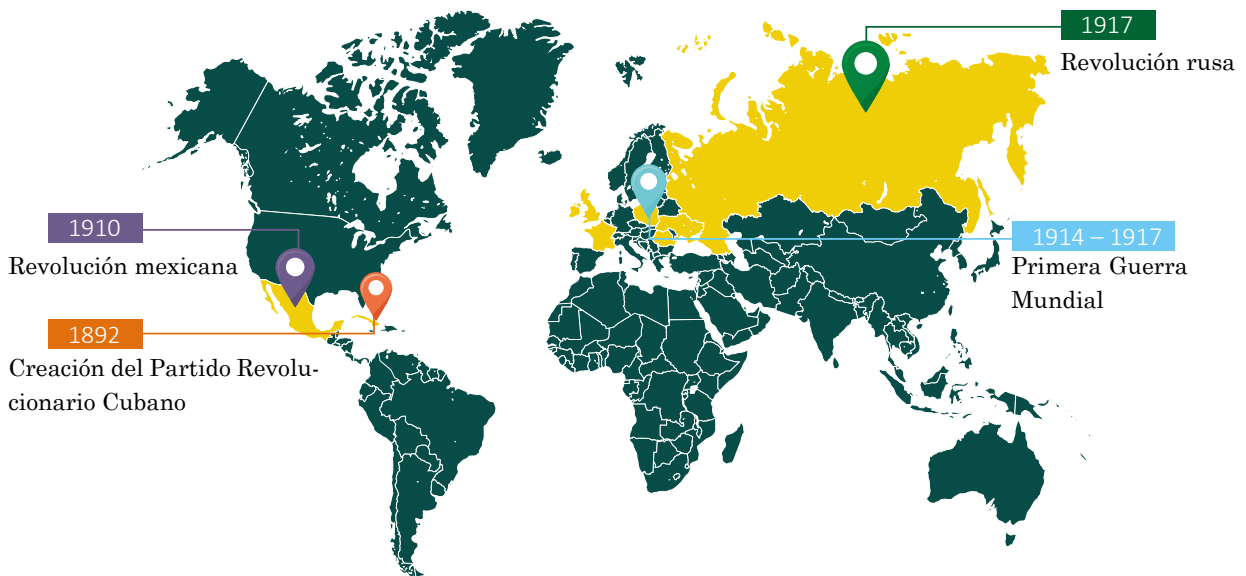 1917
Revolución rusa
1910
Revolución mexicana
1914 – 1917
Primera Guerra
Mundial
1892
Creación del Partido Revolu-
cionario Cubano